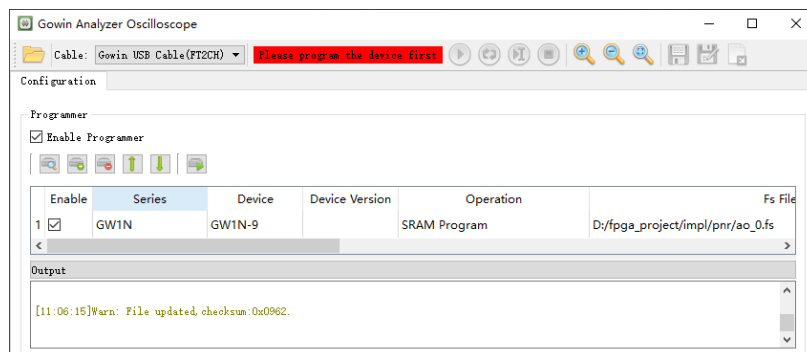 Gowin Analyzer Oscilloscope
Cable: Gowin USB Cable(FT2CH) Please program the device first
Configuration
Programmer
Enable Programmer
Enable Series Device Device Version Operation Fs File
1 GW1N GW1N-9 SRAM Program D:/fpga_project/impl/pnr/ao_0.fs
Output
[11:06:15]Warn: File updated,checksum:0x0962.